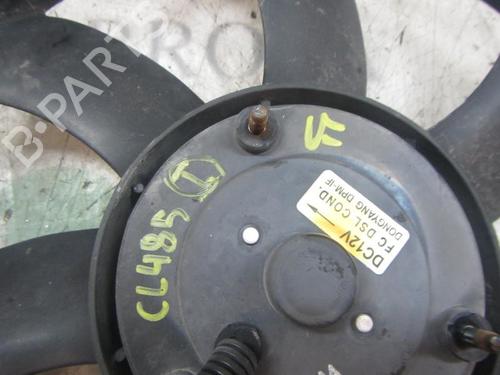 B-PARTS
CL485 I
DC12V
FC DSL COND.
DONGYANG DPM-IF